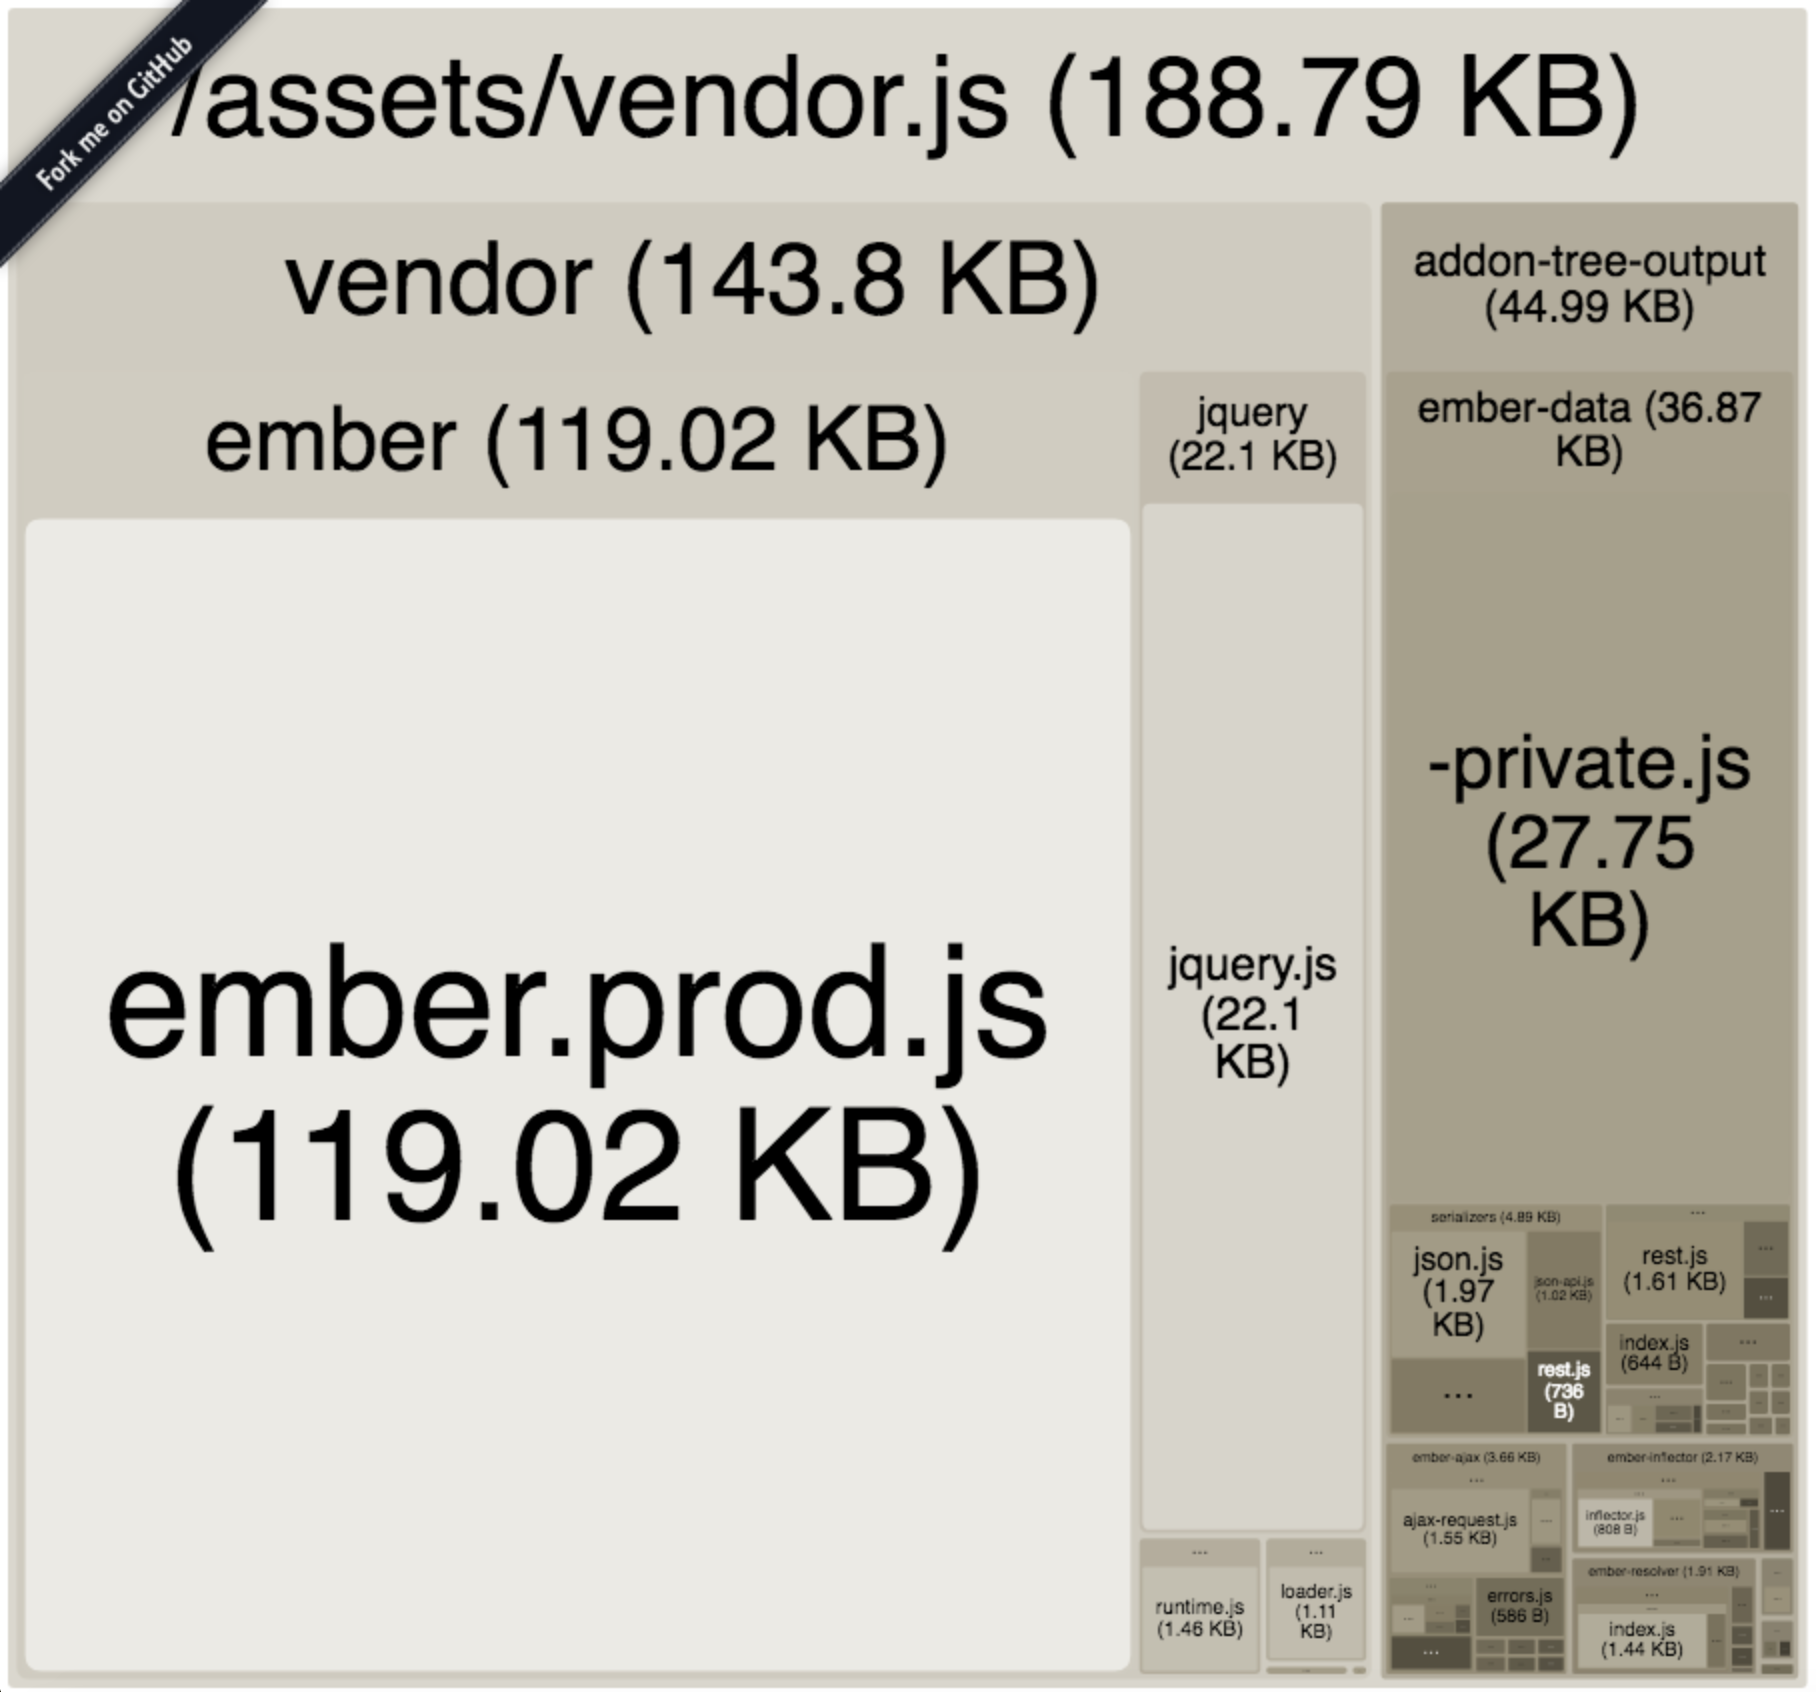 Fork me on GitHub
/assets/vendor.js (188.79 KB)
vendor (143.8 KB)
addon-tree-output
(44.99 KB)
ember (119.02 KB)
jquery
(22.1 KB)
ember-data (36.87
KB)
ember.prod.js
(119.02 KB)
jquery.js
(22.1
KB)
-private.js
(27.75
KB)
serializers (4.89 KB)
...
json.js
(1.97
KB)
json-api.js
(1.02 KB)
rest.js
(1.61 KB)
...
...
...
rest.js
(736
B)
index.js
(644 B)
...
...
...
ember-ajax (3.66 KB)
...
ajax-request.js
(1.55 KB)
...
...
...
errors.js
(586 B)
...
ember-inflector (2.17 KB)
...
inflector.js
(808 B)
...
...
ember-resolver (1.91 KB)
...
index.js
(1.44 KB)
...
runtime.js
(1.46 KB)
...
loader.js
(1.11
KB)